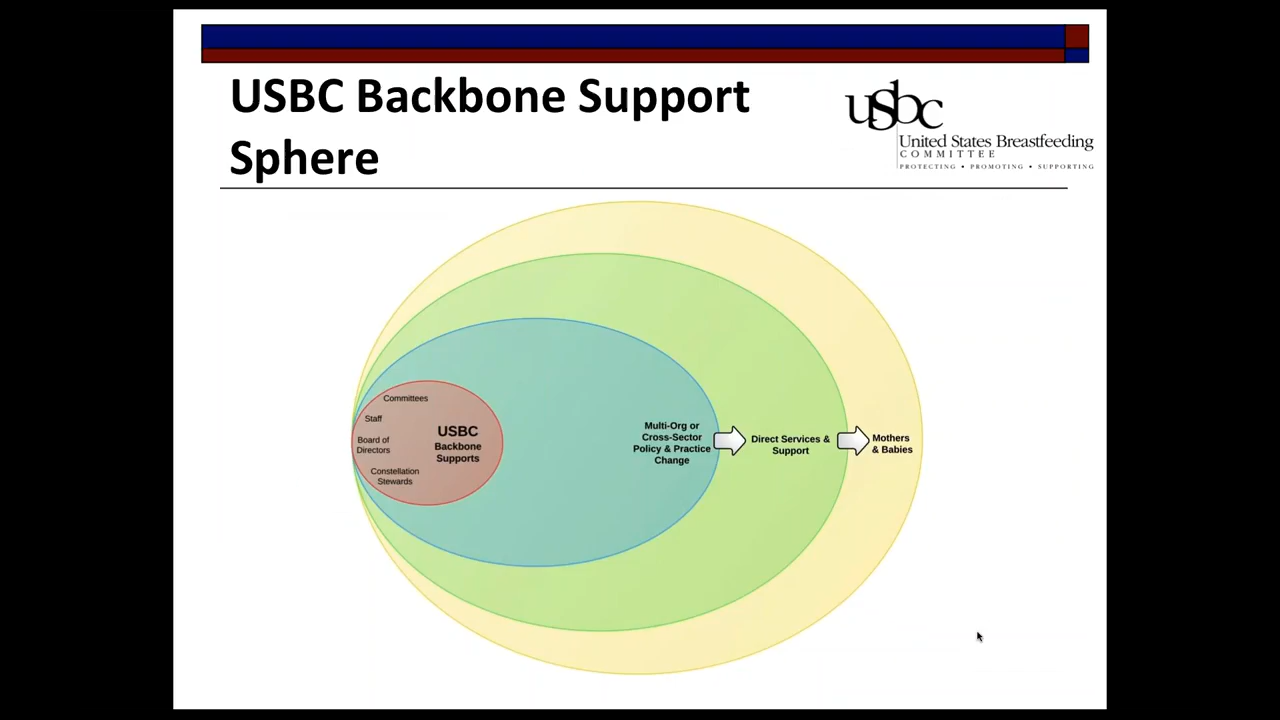 USBC Backbone Support
Sphere
usbc
United States Breastfeeding
COMMITTEE
PROTECTING • PROMOTING • SUPPORTING
Committees
Staff
Board of
Directors
Constellation
Stewards
USBC
Backbone
Supports
Multi-Org or
Cross-Sector
Policy & Practice
Change
Direct Services &
Support
Mothers
& Babies